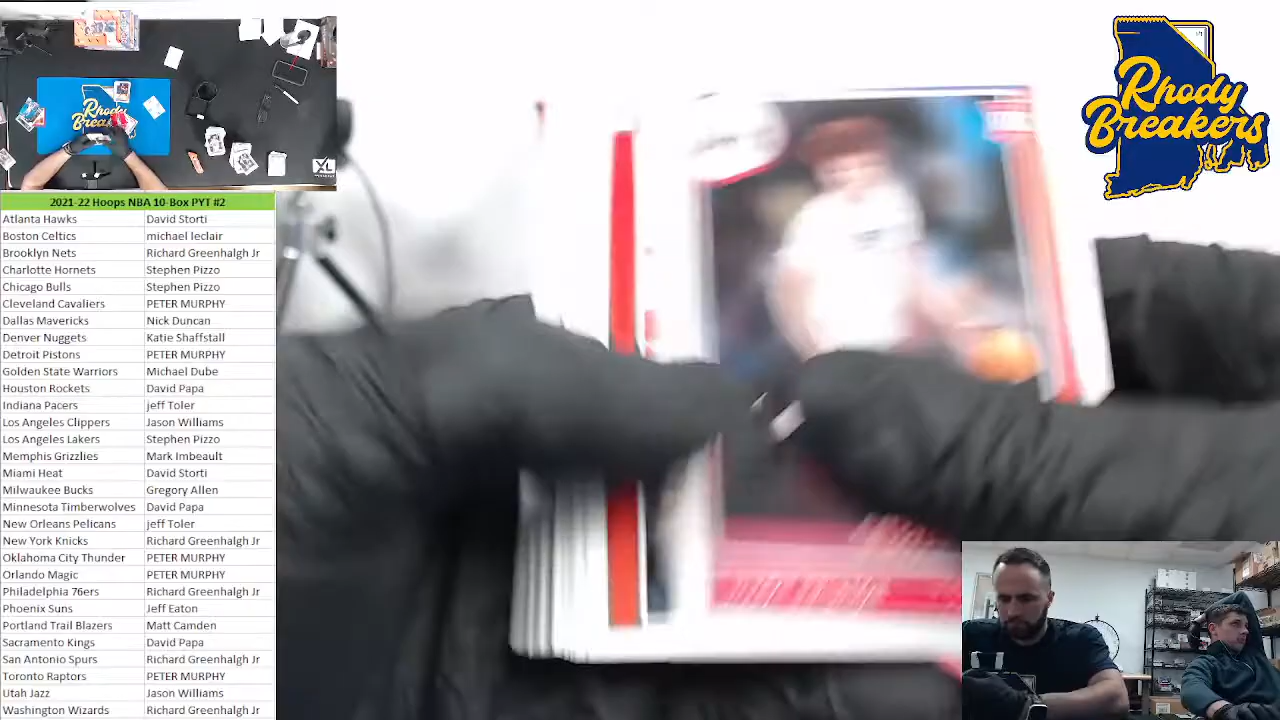 Rhody
Breakers
XL
2021-22 Hoops NBA 10-Box PYT #2
Atlanta Hawks David Storti
Boston Celtics michael leclair
Brooklyn Nets Richard Greenhalgh Jr
Charlotte Hornets Stephen Pizzo
Chicago Bulls Stephen Pizzo
Cleveland Cavaliers PETER MURPHY
Dallas Mavericks Nick Duncan
Denver Nuggets Katie Shaffstall
Detroit Pistons PETER MURPHY
Golden State Warriors Michael Dube
Houston Rockets David Papa
Indiana Pacers jeff Toler
Los Angeles Clippers Jason Williams
Los Angeles Lakers Stephen Pizzo
Memphis Grizzlies Mark Imbeault
Miami Heat David Storti
Milwaukee Bucks Gregory Allen
Minnesota Timberwolves David Papa
New Orleans Pelicans jeff Toler
New York Knicks Richard Greenhalgh Jr
Oklahoma City Thunder PETER MURPHY
Orlando Magic PETER MURPHY
Philadelphia 76ers Richard Greenhalgh Jr
Phoenix Suns Jeff Eaton
Portland Trail Blazers Matt Camden
Sacramento Kings David Papa
San Antonio Spurs Richard Greenhalgh Jr
Toronto Raptors PETER MURPHY
Utah Jazz Jason Williams
Washington Wizards Richard Greenhalgh Jr